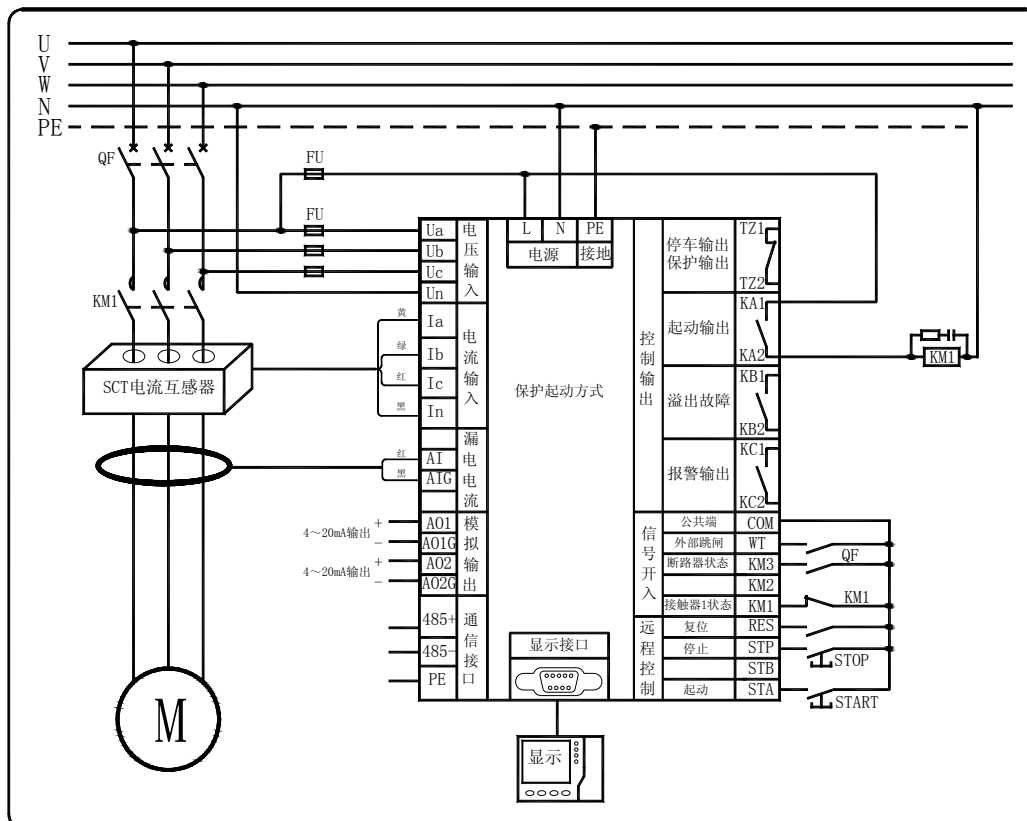 U
V
W
N
PE
QF
FU
FU
KM1
SCT电流互感器
M
黄
绿
红
黑
红
黑
4～20mA输出
+
−
4～20mA输出
+
−
Ua
Ub
Uc
Un
电压输入
Ia
Ib
Ic
In
电流输入
AI
AIG
漏电电流
AO1
AO1G
AO2
AO2G
模拟输出
485+
485-
PE
通信接口
L
N
PE
电源
接地
保护起动方式
显示接口
显示
控制输出
停车输出
保护输出
TZ1
TZ2
起动输出
KA1
KA2
溢出故障
KB1
KB2
报警输出
KC1
KC2
KM1
信号开入
公共端
COM
外部跳闸
WT
断路器状态
KM3
QF
KM2
接触器1状态
KM1
KM1
远程控制
复位
RES
停止
STP
STOP
STB
起动
STA
START